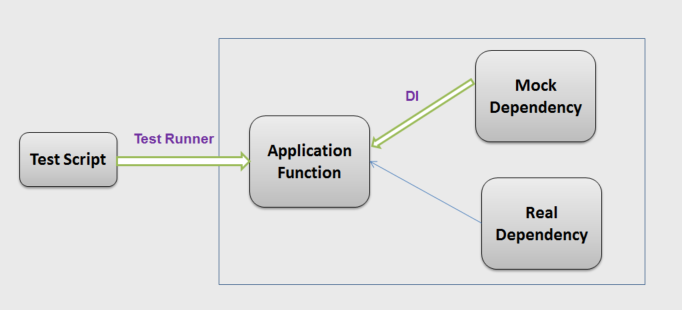 Test Script
Test Runner
Application
Function
DI
Mock
Dependency
Real
Dependency